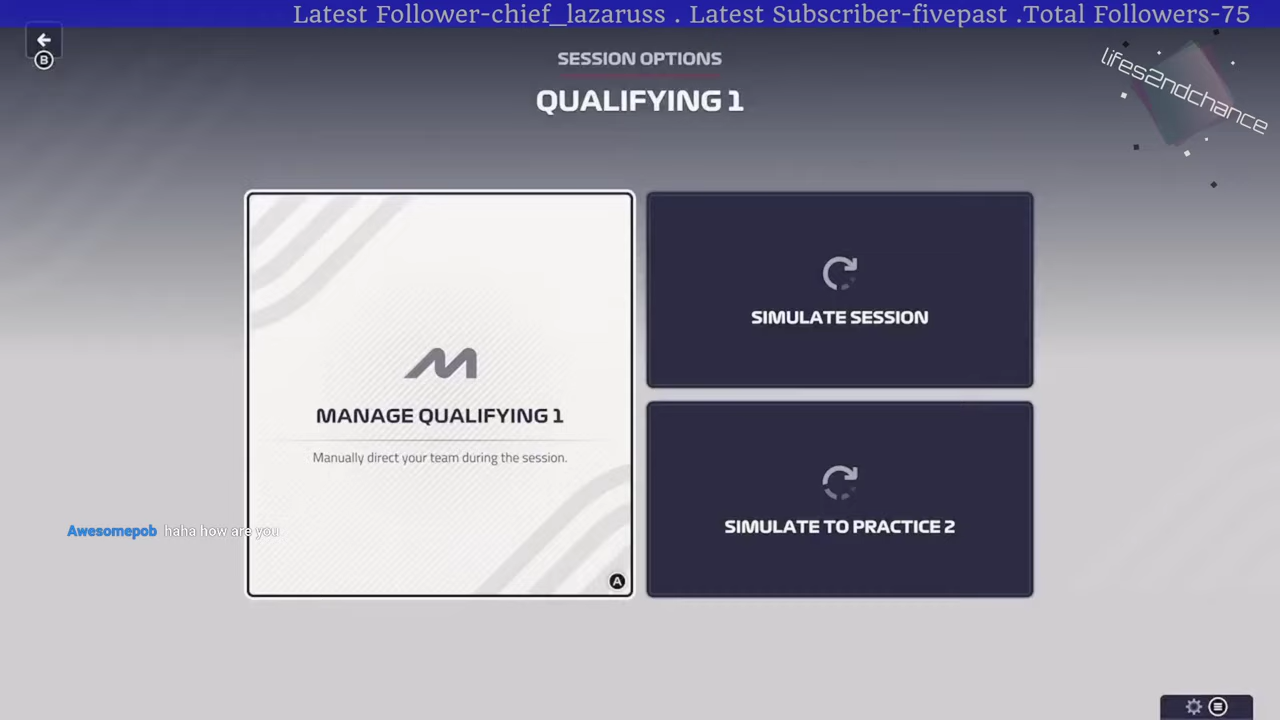 Latest Follower-chief_lazaruss . Latest Subscriber-fivepast .Total Followers-75
B
SESSION OPTIONS
QUALIFYING 1
lifes2ndchance
SIMULATE SESSION
MANAGE QUALIFYING 1
Manually direct your team during the session.
SIMULATE TO PRACTICE 2
Awesomepob haha how are you
A